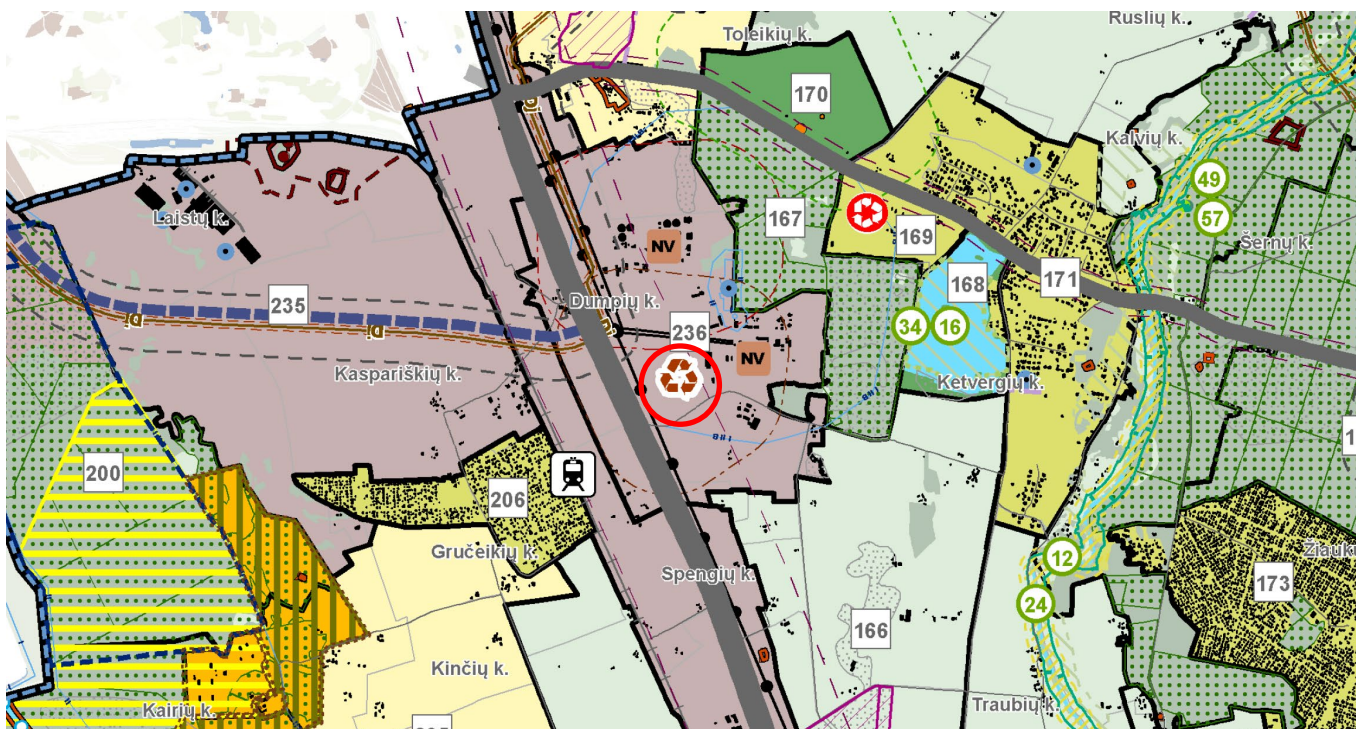 Ruslių k.
Toleikių k.
170
Kalvių k.
49
57
Laistų k.
167
169
NV
Šernų k.
168
171
235
Dumpių k.
236
34
16
NV
Kaspariškių k.
Ketvergių k.
200
206
Gručeikių k.
12
Spengių k.
173
24
166
Kinčių k.
Kairių k.
Traubių k.